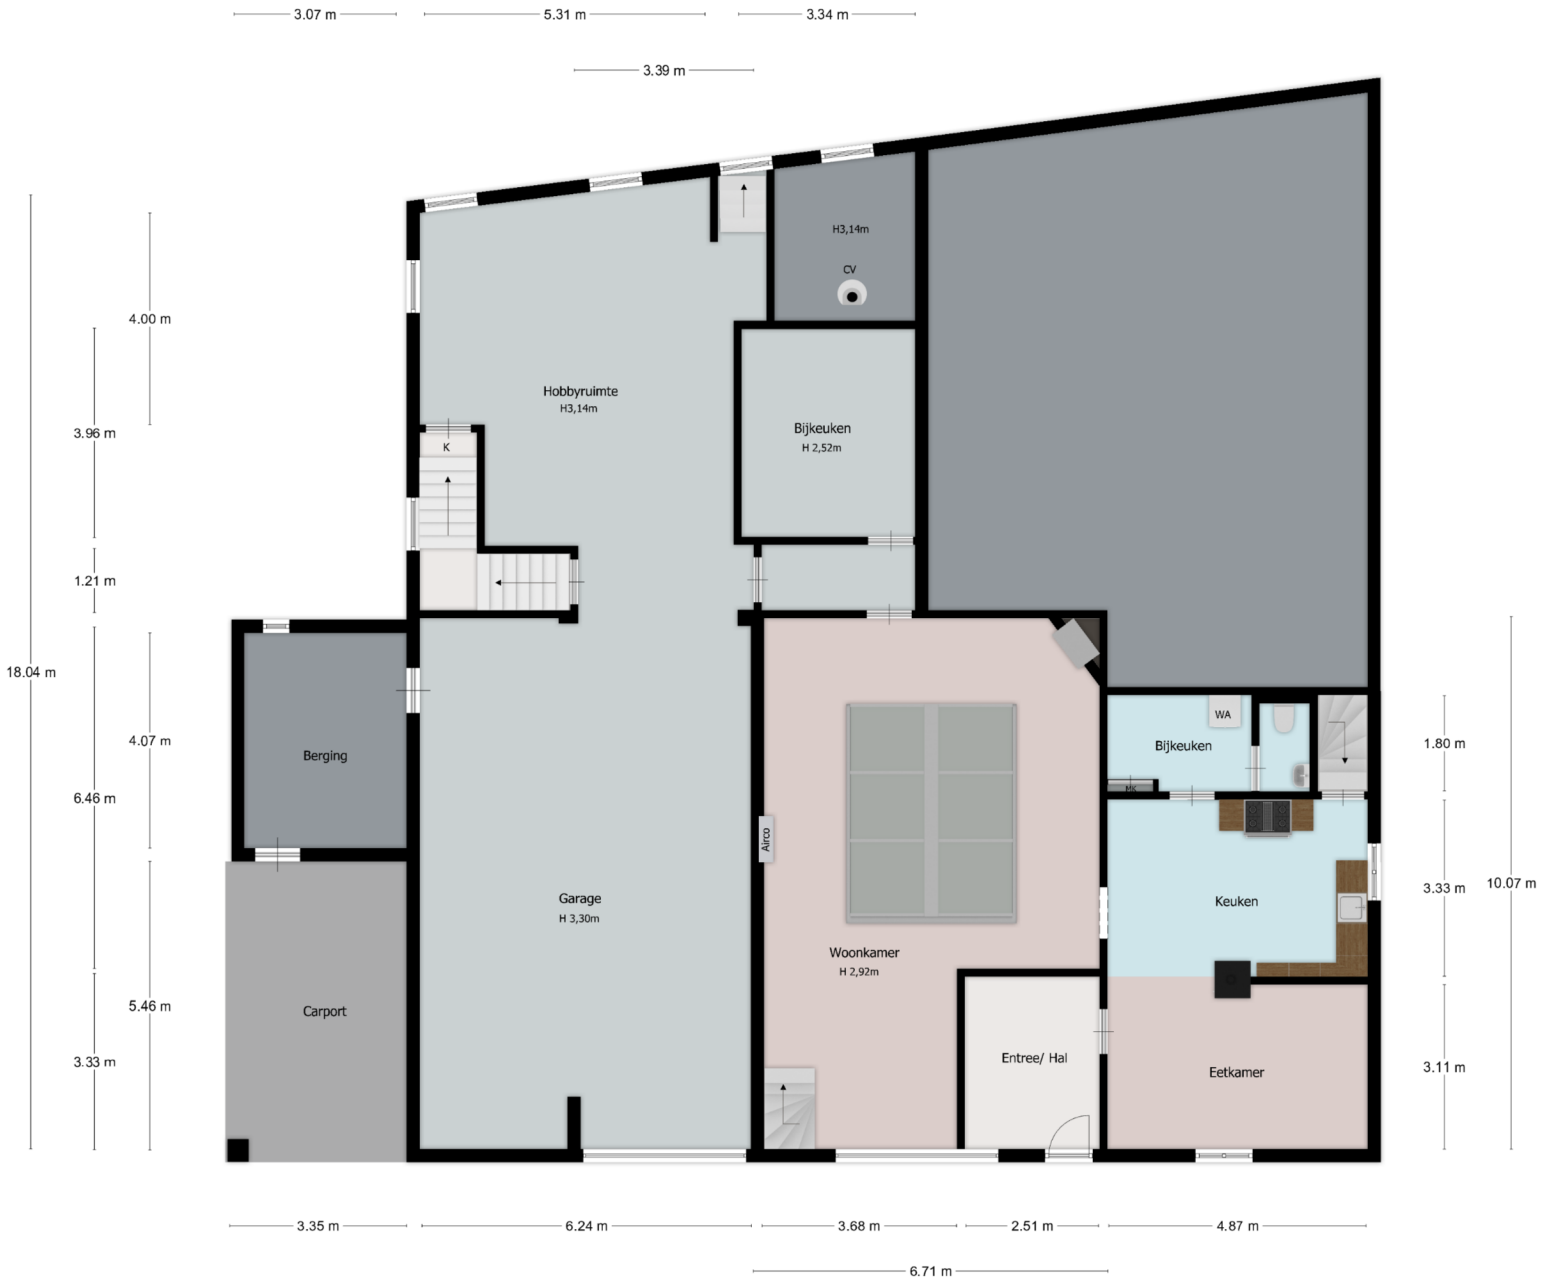 3.07 m
5.31 m
3.34 m
3.39 m
H3,14m
CV
4.00 m
Hobbyruimte
H3,14m
3.96 m
Bijkeuken
H 2,52m
K
1.21 m
18.04 m
4.07 m
Berging
WA
Bijkeuken
1.80 m
MK
6.46 m
Airco
10.07 m
3.33 m
Garage
H 3,30m
Keuken
Woonkamer
H 2,92m
5.46 m
Carport
3.33 m
Entree/ Hal
Eetkamer
3.11 m
3.35 m
6.24 m
3.68 m
2.51 m
4.87 m
6.71 m